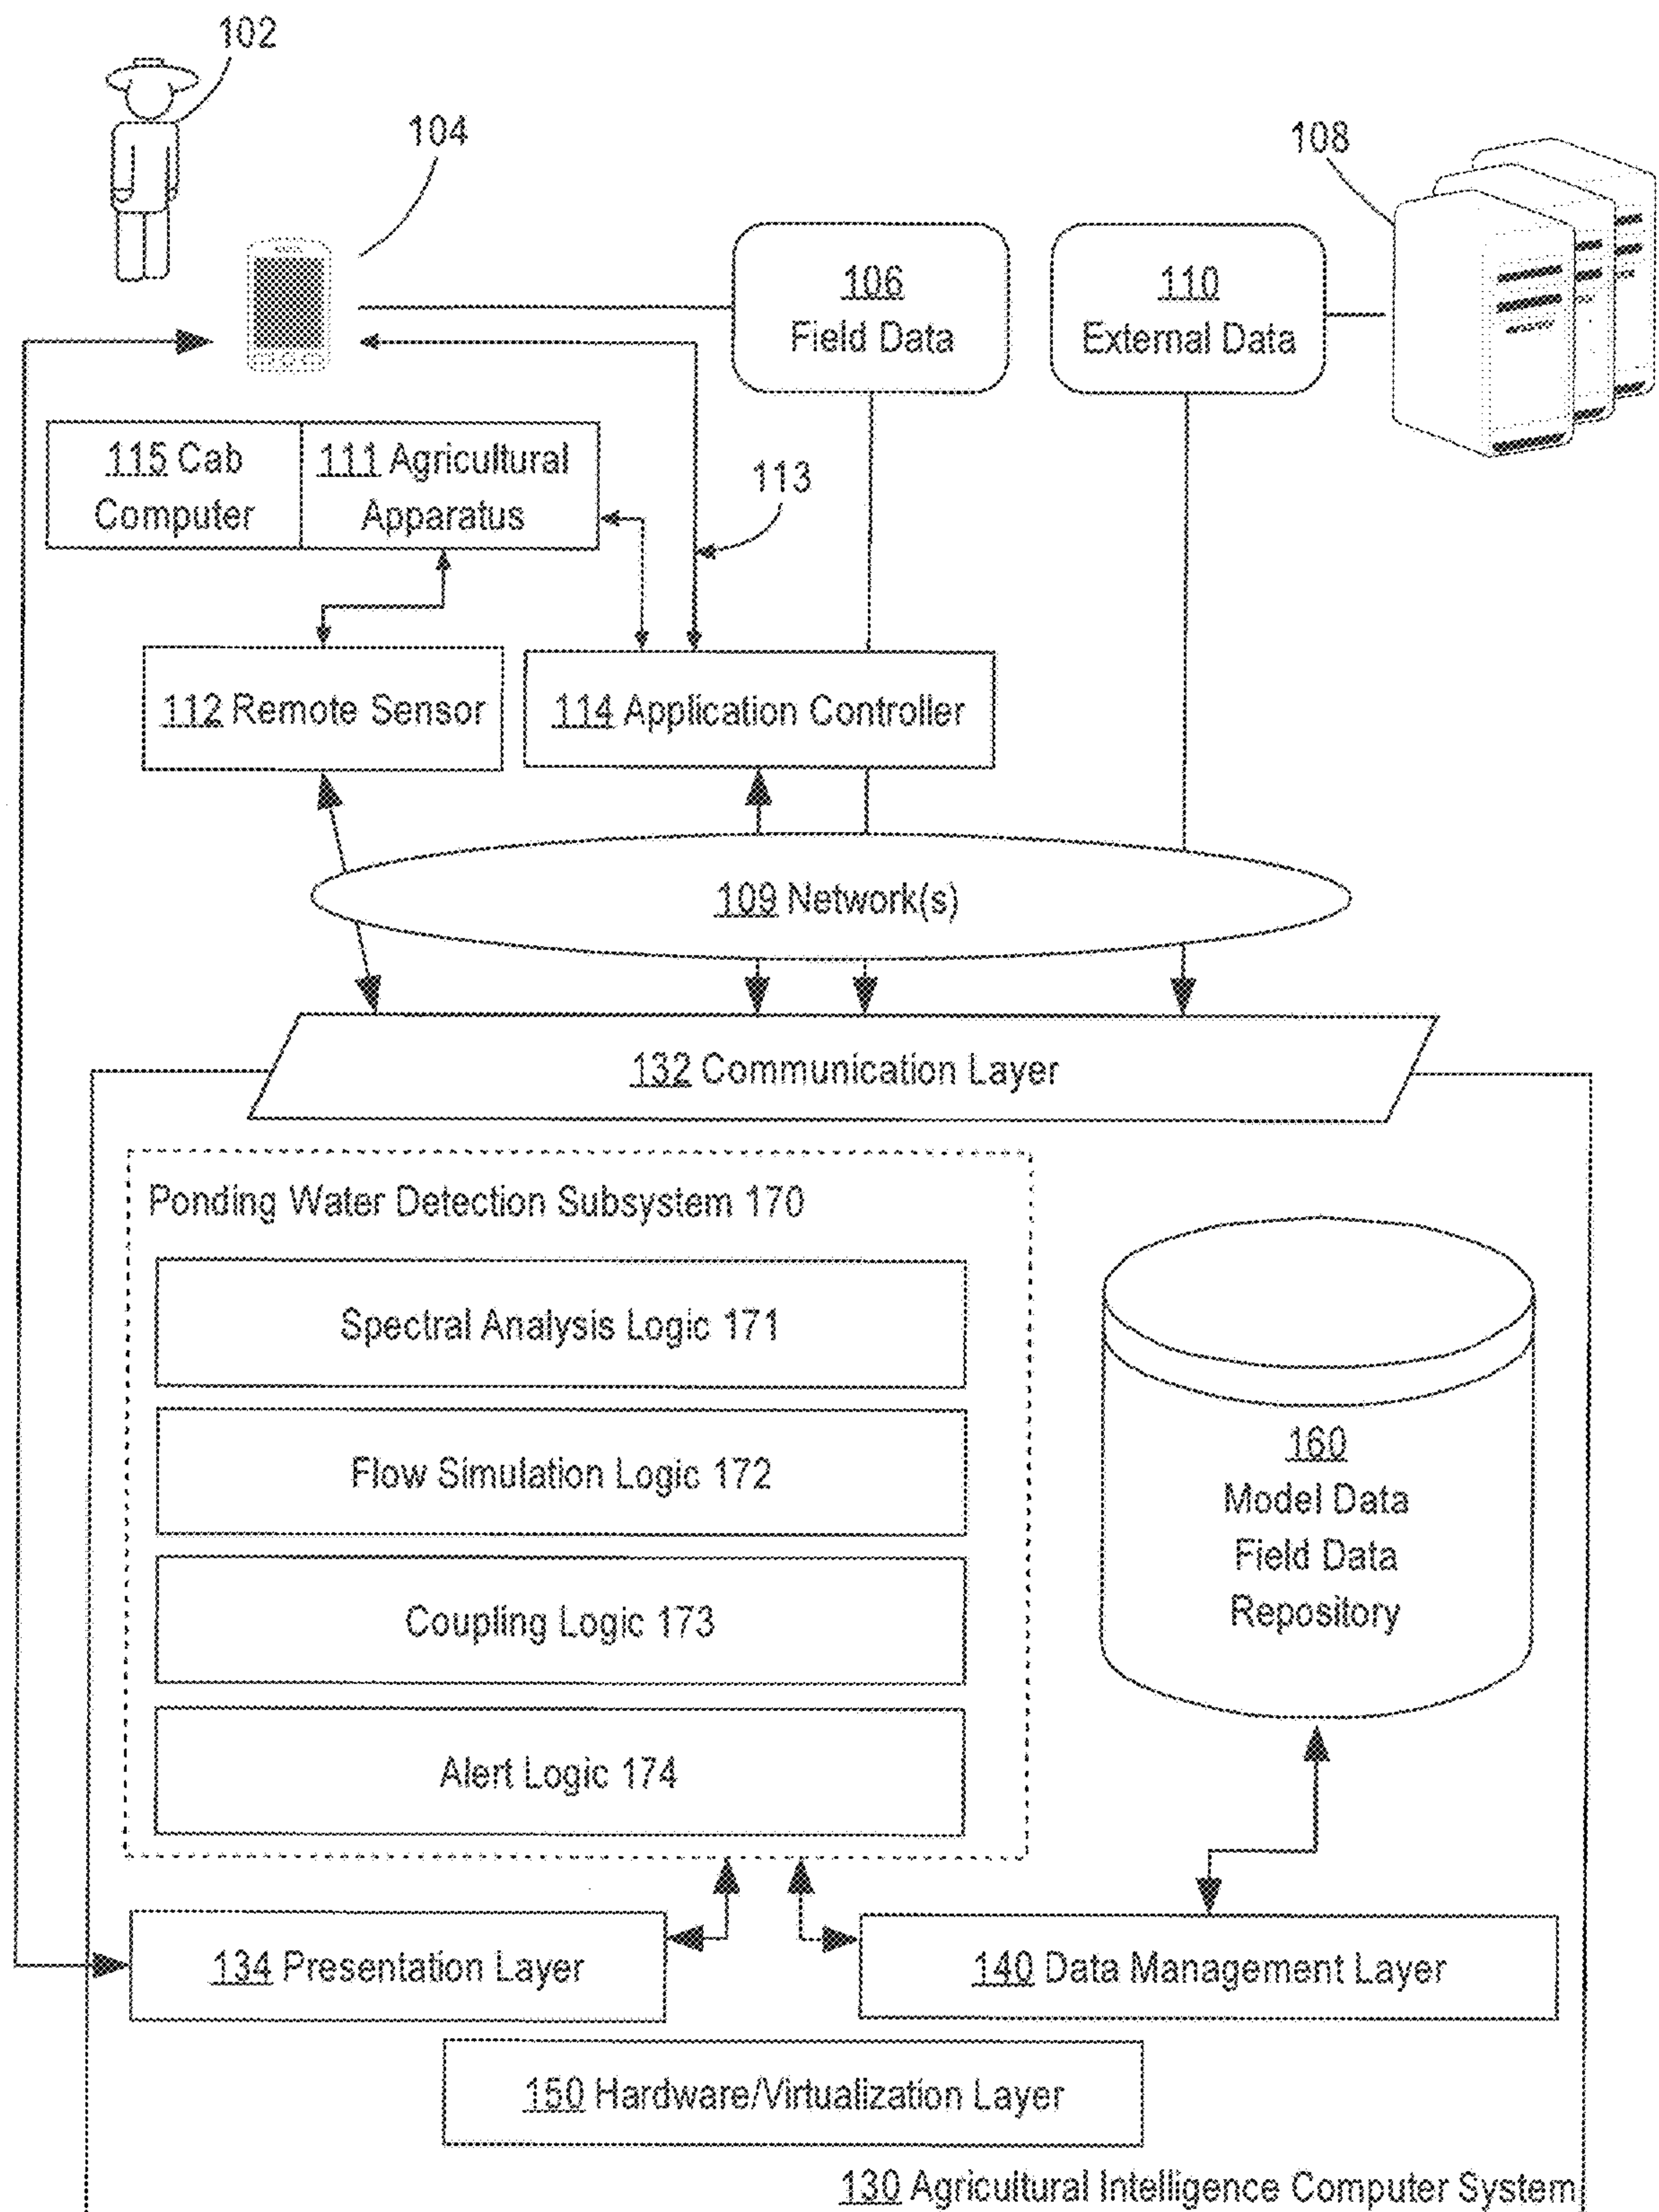 102
104
108
106
Field Data
110
External Data
115 Cab
Computer
111 Agricultural
Apparatus
113
112 Remote Sensor
114 Application Controller
109 Network(s)
132 Communication Layer
Ponding Water Detection Subsystem 170
Spectral Analysis Logic 171
Flow Simulation Logic 172
Coupling Logic 173
Alert Logic 174
160
Model Data
Field Data
Repository
134 Presentation Layer
140 Data Management Layer
150 Hardware/Virtualization Layer
130 Agricultural Intelligence Computer System